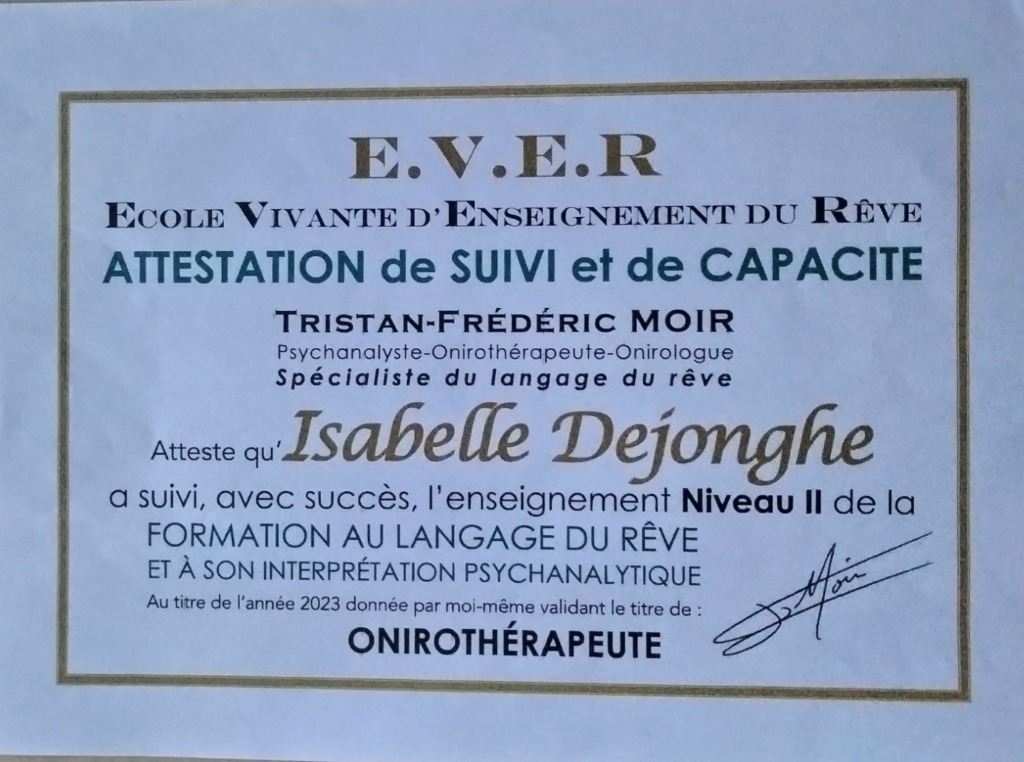 E.V.E.R
ECOLE VIVANTE D'ENSEIGNEMENT DU RÊVE
ATTESTATION de SUIVI et de CAPACITE
TRISTAN-FRÉDÉRIC MOIR
Psychanalyste-Onirothérapeute-Onirologue
Spécialiste du langage du rêve
Atteste qu'Isabelle Dejonghe
a suivi, avec succès, l'enseignement Niveau II de la
FORMATION AU LANGAGE DU RÊVE
ET À SON INTERPRÉTATION PSYCHANALYTIQUE
Au titre de l'année 2023 donnée par moi-même validant le titre de :
ONIROTHÉRAPEUTE
Moir